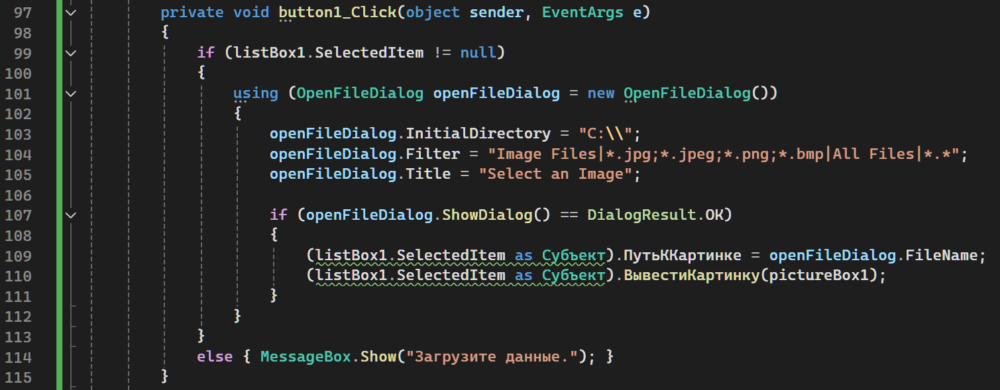 97 private void button1_Click(object sender, EventArgs e)
98 {
99 if (listBox1.SelectedItem != null)
100 {
101 using (OpenFileDialog openFileDialog = new OpenFileDialog())
102 {
103 openFileDialog.InitialDirectory = "C:\\";
104 openFileDialog.Filter = "Image Files|*.jpg;*.jpeg;*.png;*.bmp|All Files|*.*";
105 openFileDialog.Title = "Select an Image";
106
107 if (openFileDialog.ShowDialog() == DialogResult.OK)
108 {
109 (listBox1.SelectedItem as Субъект).ПутьККартинке = openFileDialog.FileName;
110 (listBox1.SelectedItem as Субъект).ВывестиКартинку(pictureBox1);
111 }
112 }
113 }
114 else { MessageBox.Show("Загрузите данные."); }
115 }